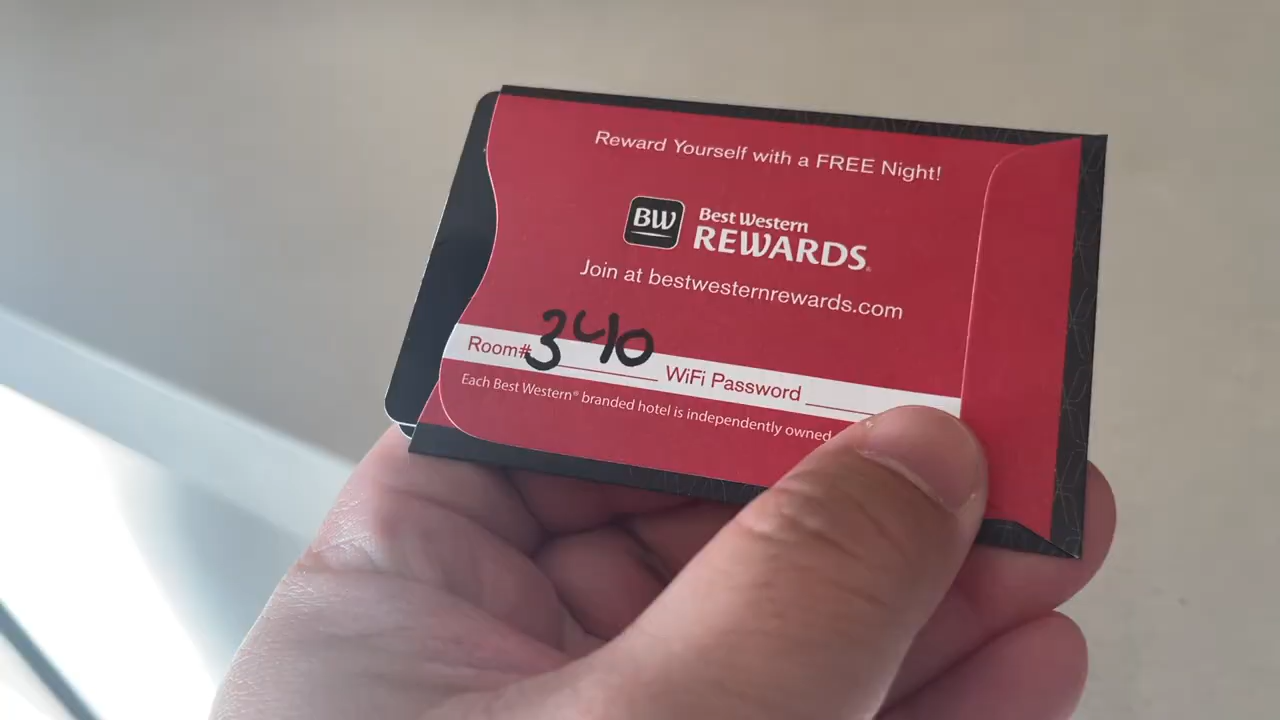 Reward Yourself with a FREE Night!
BW
Best Western
REWARDS®
Join at bestwesternrewards.com
Room# 340 WiFi Password
Each Best Western® branded hotel is independently owned